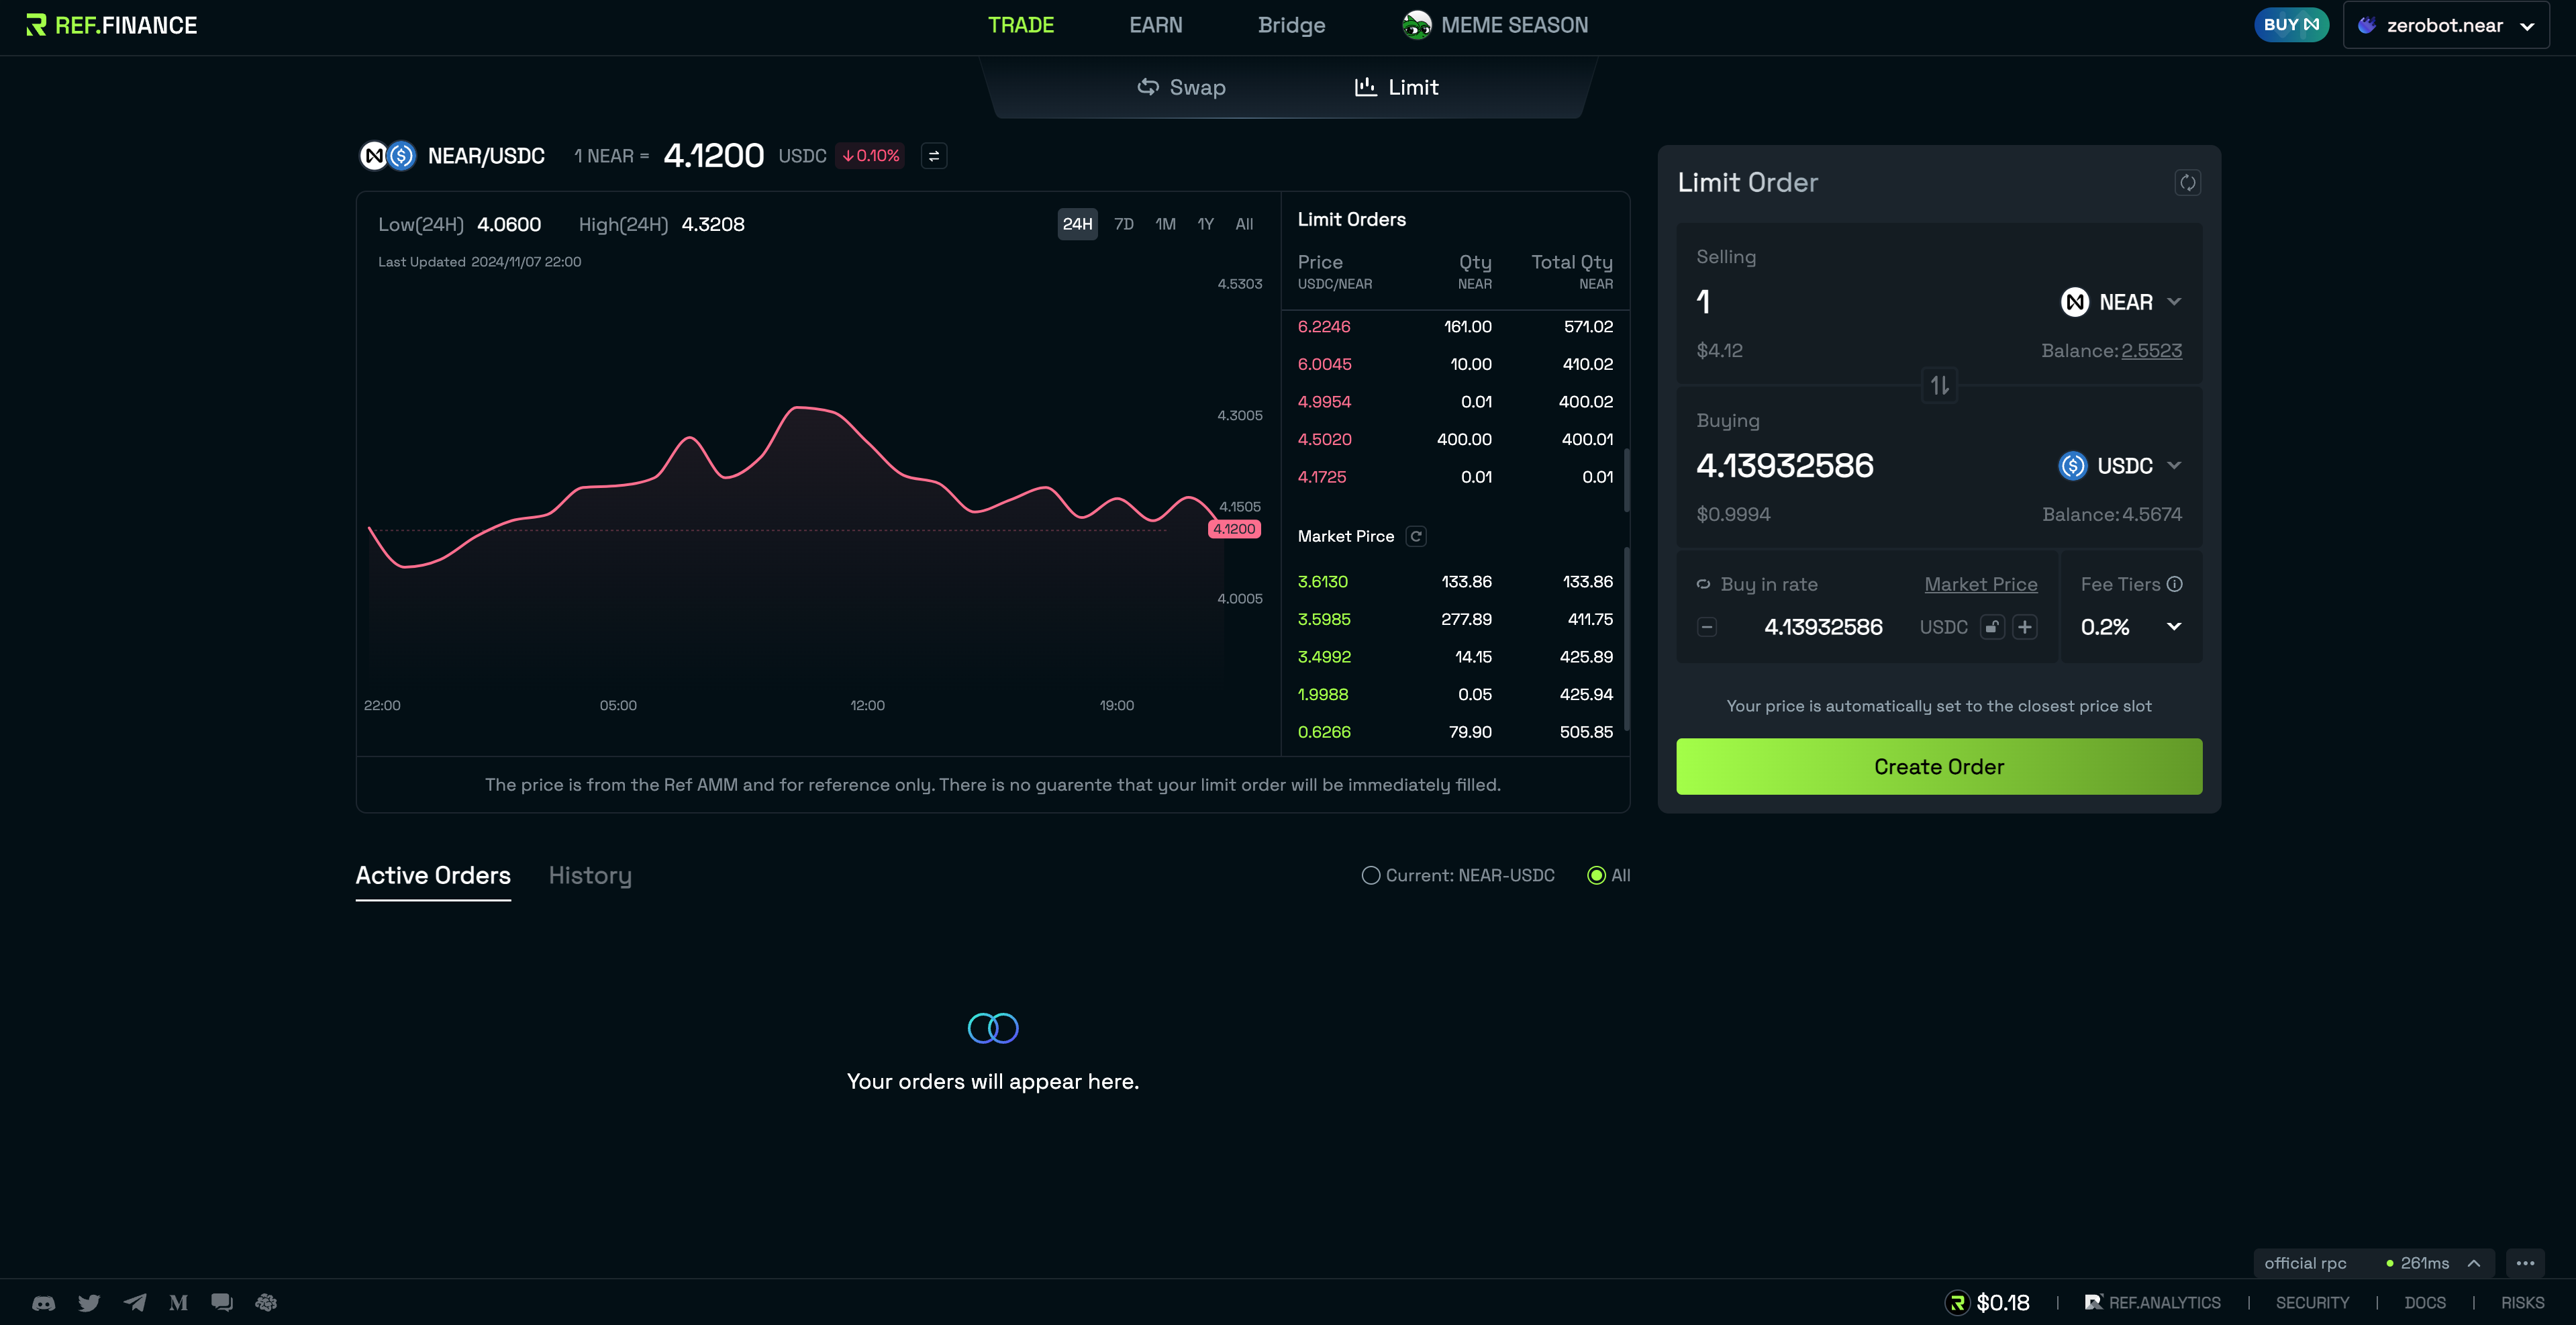 REF.FINANCE
TRADE
EARN
Bridge
MEME SEASON
BUY
zerobot.near
Swap
Limit
NEAR/USDC 1 NEAR = 4.1200 USDC ↓0.10%
Low(24H) 4.0600 High(24H) 4.3208
24H 7D 1M 1Y All
Last Updated 2024/11/07 22:00
4.5303
4.3005
4.1505
4.1200
4.0005
22:00 05:00 12:00 19:00
Limit Orders
Price Qty Total Qty
USDC/NEAR NEAR NEAR
6.2246 161.00 571.02
6.0045 10.00 410.02
4.9954 0.01 400.02
4.5020 400.00 400.01
4.1725 0.01 0.01
Market Pirce
3.6130 133.86 133.86
3.5985 277.89 411.75
3.4992 14.15 425.89
1.9988 0.05 425.94
0.6266 79.90 505.85
The price is from the Ref AMM and for reference only. There is no guarente that your limit order will be immediately filled.
Limit Order
Selling
1 NEAR
$4.12 Balance: 2.5523
Buying
4.13932586 USDC
$0.9994 Balance: 4.5674
Buy in rate Market Price
4.13932586 USDC
Fee Tiers
0.2%
Your price is automatically set to the closest price slot
Create Order
Active Orders History
Current: NEAR-USDC All
Your orders will appear here.
official rpc 261ms
M
$0.18 | REF.ANALYTICS | SECURITY | DOCS | RISKS